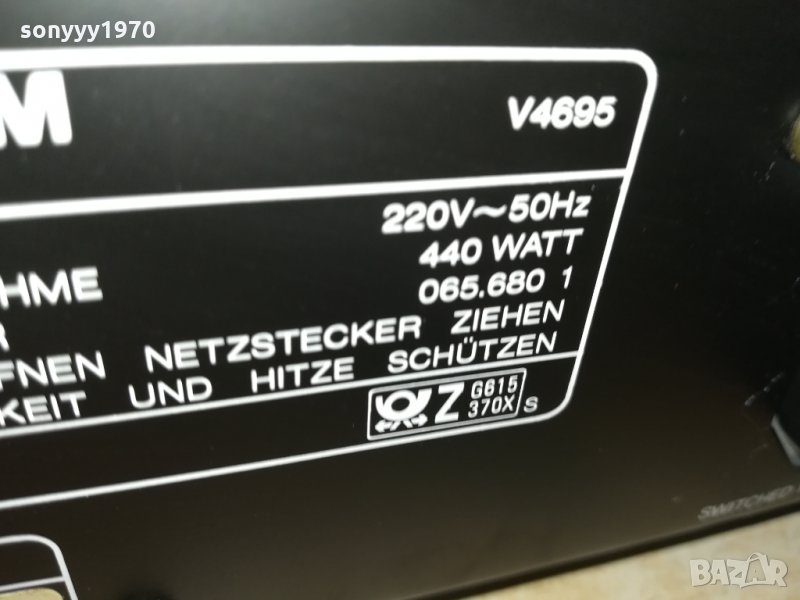 sonyyy1970
M
V4695
220V~50Hz
440 WATT
HME 065.680 1
R
FNEN NETZSTECKER ZIEHEN
KEIT UND HITZE SCHÜTZEN
Z G615
370X S
SWITCHED
BAZAR